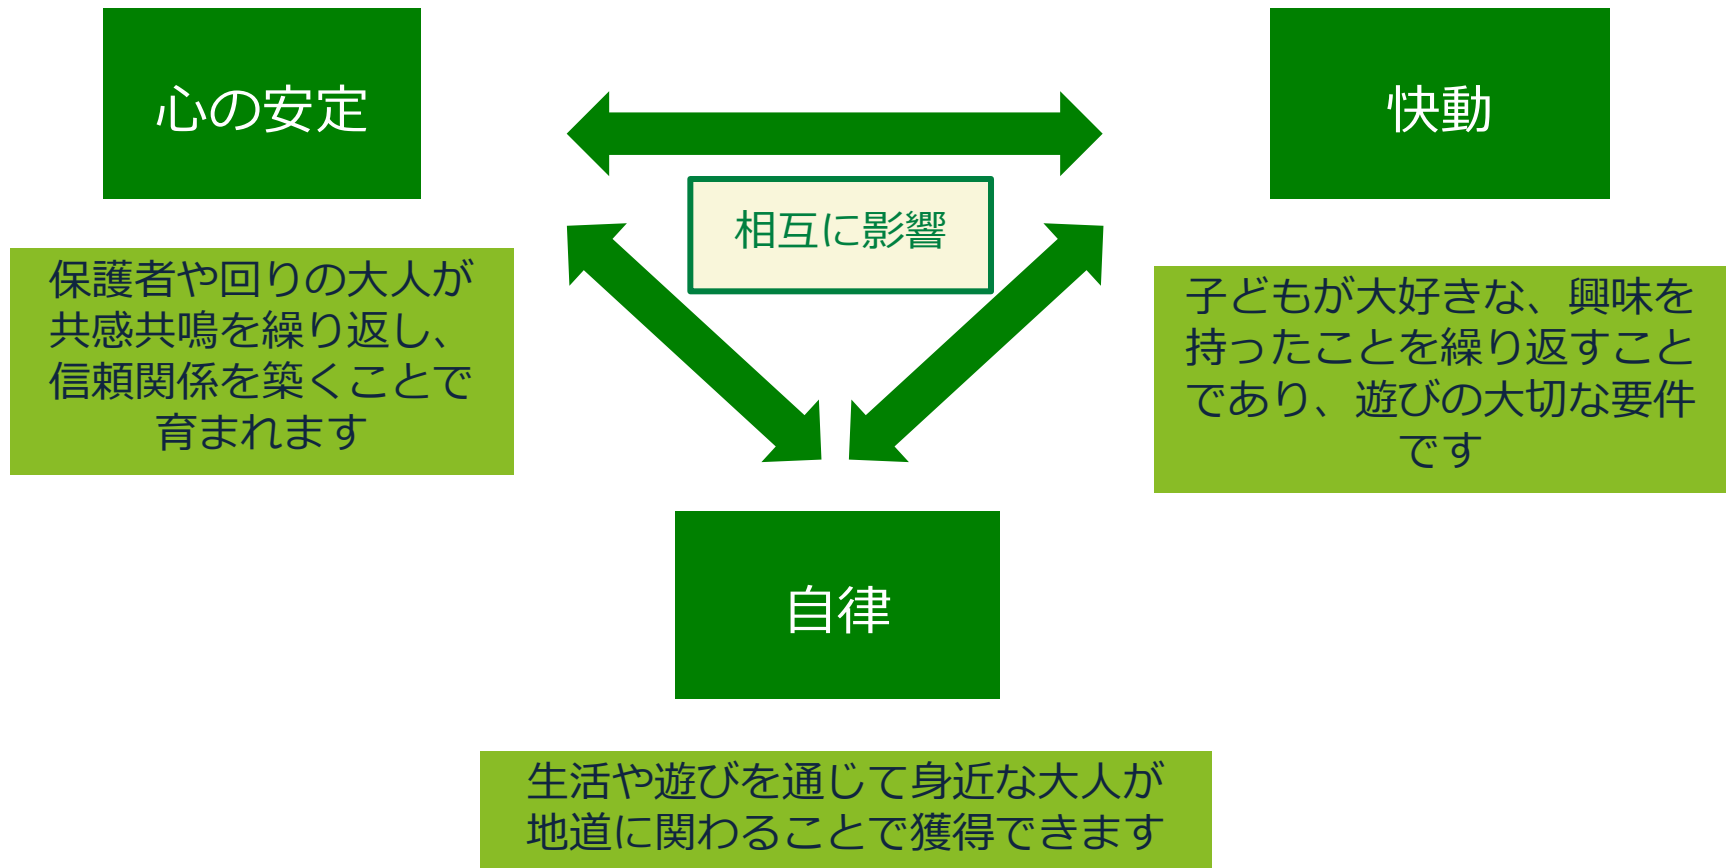 心の安定
快動
相互に影響
保護者や回りの大人が
共感共鳴を繰り返し、
信頼関係を築くことで
育まれます
子どもが大好きな、興味を
持ったことを繰り返すこと
であり、遊びの大切な要件
です
自律
生活や遊びを通じて身近な大人が
地道に関わることで獲得できます